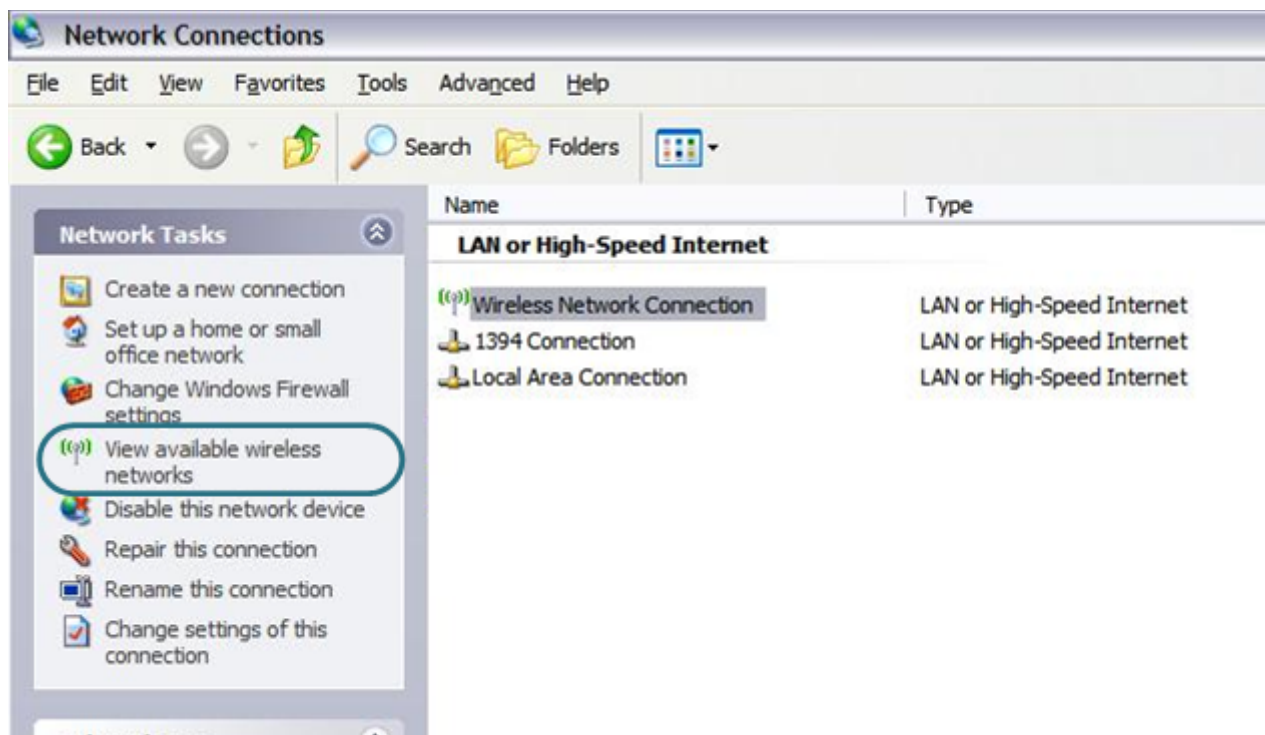 Network Connections
File Edit View Favorites Tools Advanced Help
Back Search Folders
Network Tasks
Create a new connection
Set up a home or small
office network
Change Windows Firewall
settings
View available wireless
networks
Disable this network device
Repair this connection
Rename this connection
Change settings of this
connection
Name Type
LAN or High-Speed Internet
Wireless Network Connection LAN or High-Speed Internet
1394 Connection LAN or High-Speed Internet
Local Area Connection LAN or High-Speed Internet